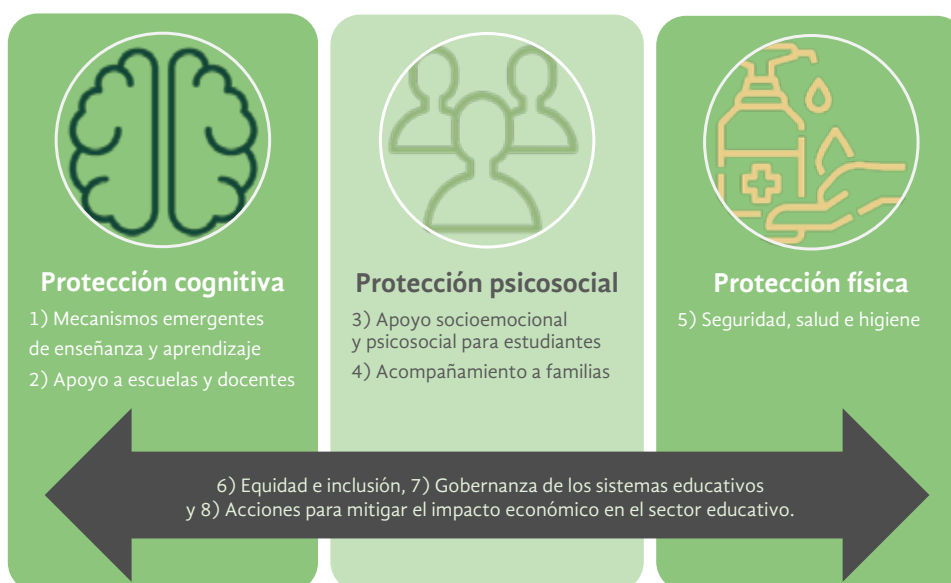 Protección cognitiva
1) Mecanismos emergentes
de enseñanza y aprendizaje
2) Apoyo a escuelas y docentes
Protección psicosocial
3) Apoyo socioemocional
y psicosocial para estudiantes
4) Acompañamiento a familias
Protección física
5) Seguridad, salud e higiene
6) Equidad e inclusión, 7) Gobernanza de los sistemas educativos
y 8) Acciones para mitigar el impacto económico en el sector educativo.